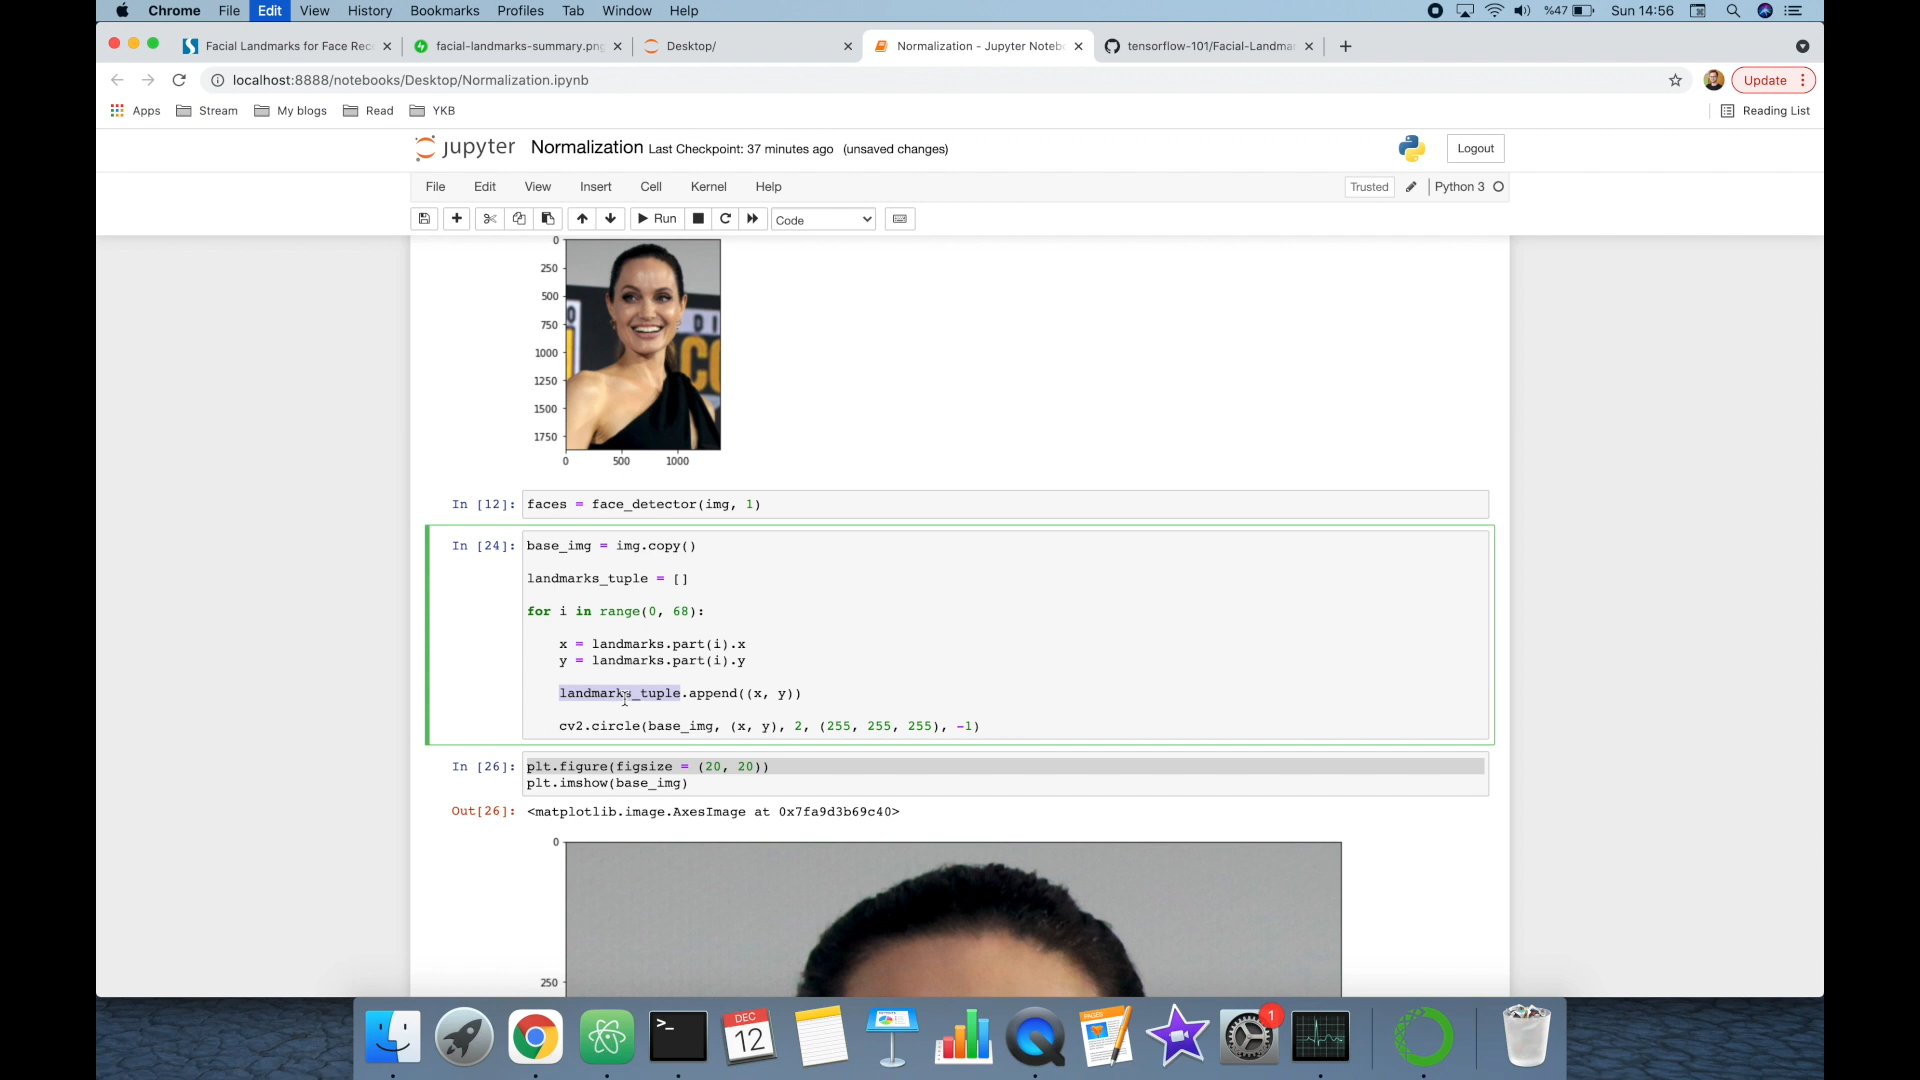 Chrome File Edit View History Bookmarks Profiles Tab Window Help %47 Sun 14:56
Facial Landmarks for Face Rec facial-landmarks-summary.png Desktop/ Normalization - Jupyter Noteb tensorflow-101/Facial-Landma
localhost:8888/notebooks/Desktop/Normalization.ipynb Update
Apps Stream My blogs Read YKB Reading List
jupyter Normalization Last Checkpoint: 37 minutes ago (unsaved changes) Logout
File Edit View Insert Cell Kernel Help Trusted Python 3
Run Code
0
250
500
750
1000
1250
1500
1750
0 500 1000
In [12]: faces = face_detector(img, 1)
In [24]: base_img = img.copy()
landmarks_tuple = []
for i in range(0, 68):
x = landmarks.part(i).x
y = landmarks.part(i).y
landmarks_tuple.append((x, y))
cv2.circle(base_img, (x, y), 2, (255, 255, 255), -1)
In [26]: plt.figure(figsize = (20, 20))
plt.imshow(base_img)
Out[26]: <matplotlib.image.AxesImage at 0x7fa9d3b69c40>
0
250
DEC
12
PAGES
1